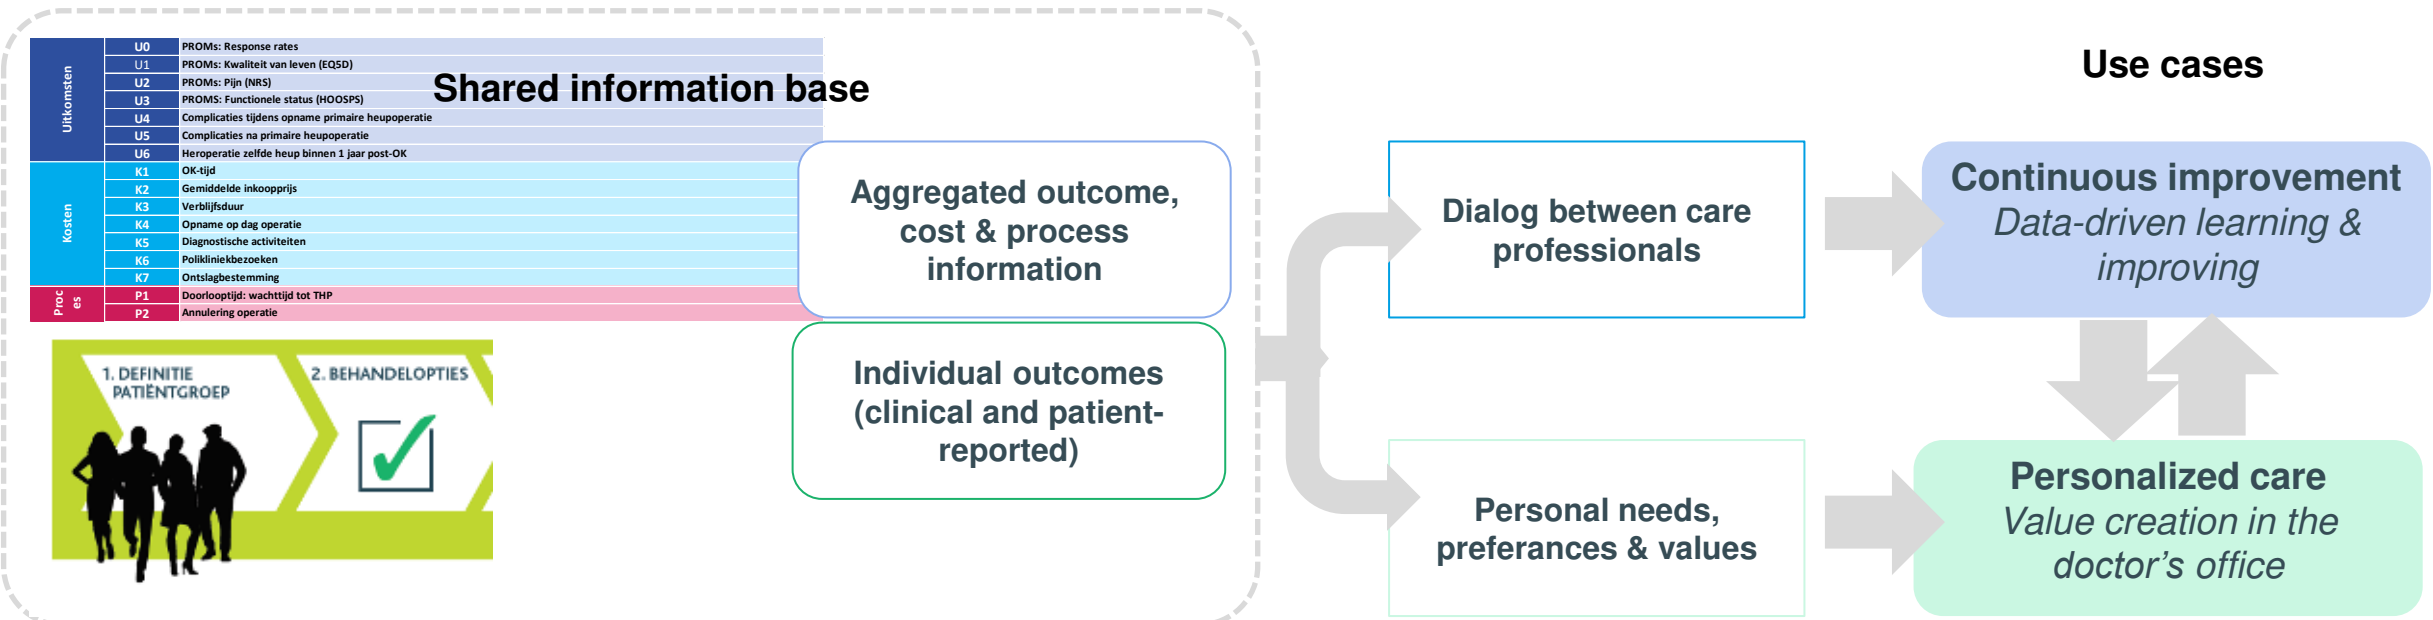 Shared information base
Uitkomsten
U0 PROMs: Response rates
U1 PROMs: Kwaliteit van leven (EQ5D)
U2 PROMs: Pijn (NRS)
U3 PROMS: Functionele status (HOOSPS)
U4 Complicaties tijdens opname primaire heupoperatie
U5 Complicaties na primaire heupoperatie
U6 Heroperatie zelfde heup binnen 1 jaar post-OK
Kosten
K1 OK-tijd
K2 Gemiddelde inkoopprijs
K3 Verblijfsduur
K4 Opname op dag operatie
K5 Diagnostische activiteiten
K6 Polikliniekbezoeken
K7 Ontslagbestemming
Proc
es
P1 Doorlooptijd: wachttijd tot THP
P2 Annulering operatie
1. DEFINITIE
PATIËNTGROEP
2. BEHANDELOPTIES
Aggregated outcome,
cost & process
information
Individual outcomes
(clinical and patient-
reported)
Dialog between care
professionals
Personal needs,
preferances & values
Use cases
Continuous improvement
Data-driven learning &
improving
Personalized care
Value creation in the
doctor’s office